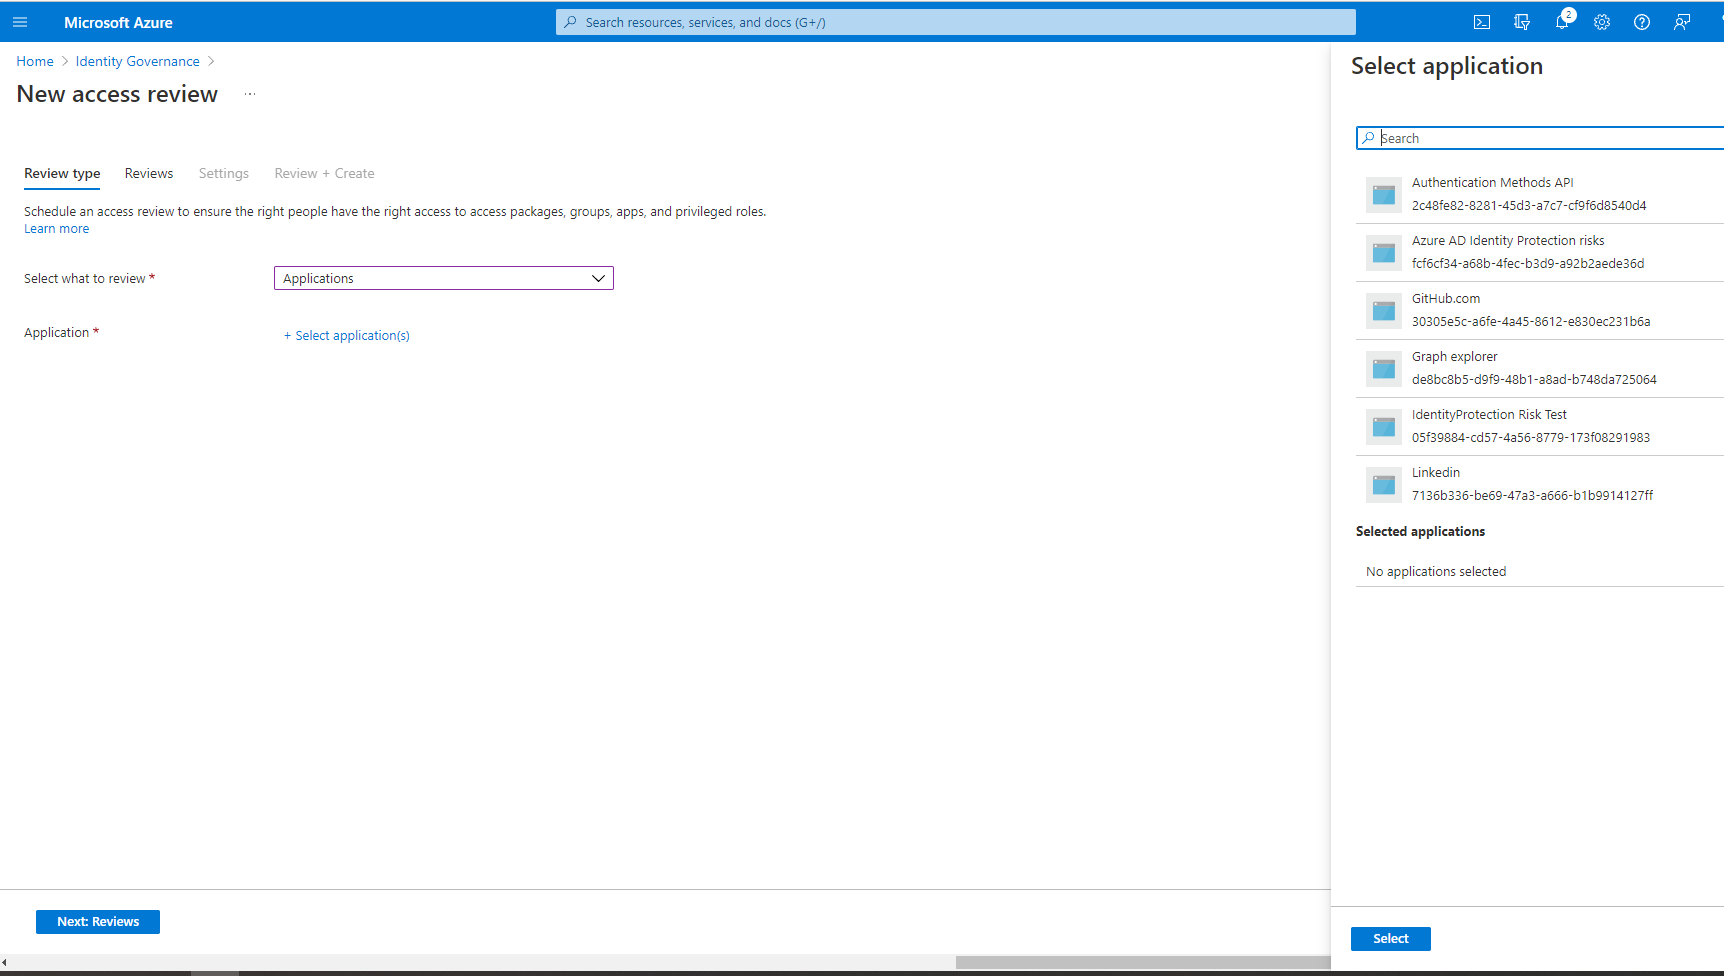 Microsoft Azure
Search resources, services, and docs (G+/)
2
Home > Identity Governance >
New access review ...
Review type Reviews Settings Review + Create
Schedule an access review to ensure the right people have the right access to access packages, groups, apps, and privileged roles.
Learn more
Select what to review *
Applications
Application *
+ Select application(s)
Next: Reviews
Select application
Search
Authentication Methods API
2c48fe82-8281-45d3-a7c7-cf9f6d8540d4
Azure AD Identity Protection risks
fcf6cf34-a68b-4fec-b3d9-a92b2aede36d
GitHub.com
30305e5c-a6fe-4a45-8612-e830ec231b6a
Graph explorer
de8bc8b5-d9f9-48b1-a8ad-b748da725064
IdentityProtection Risk Test
05f39884-cd57-4a56-8779-173f08291983
Linkedin
7136b336-be69-47a3-a666-b1b9914127ff
Selected applications
No applications selected
Select